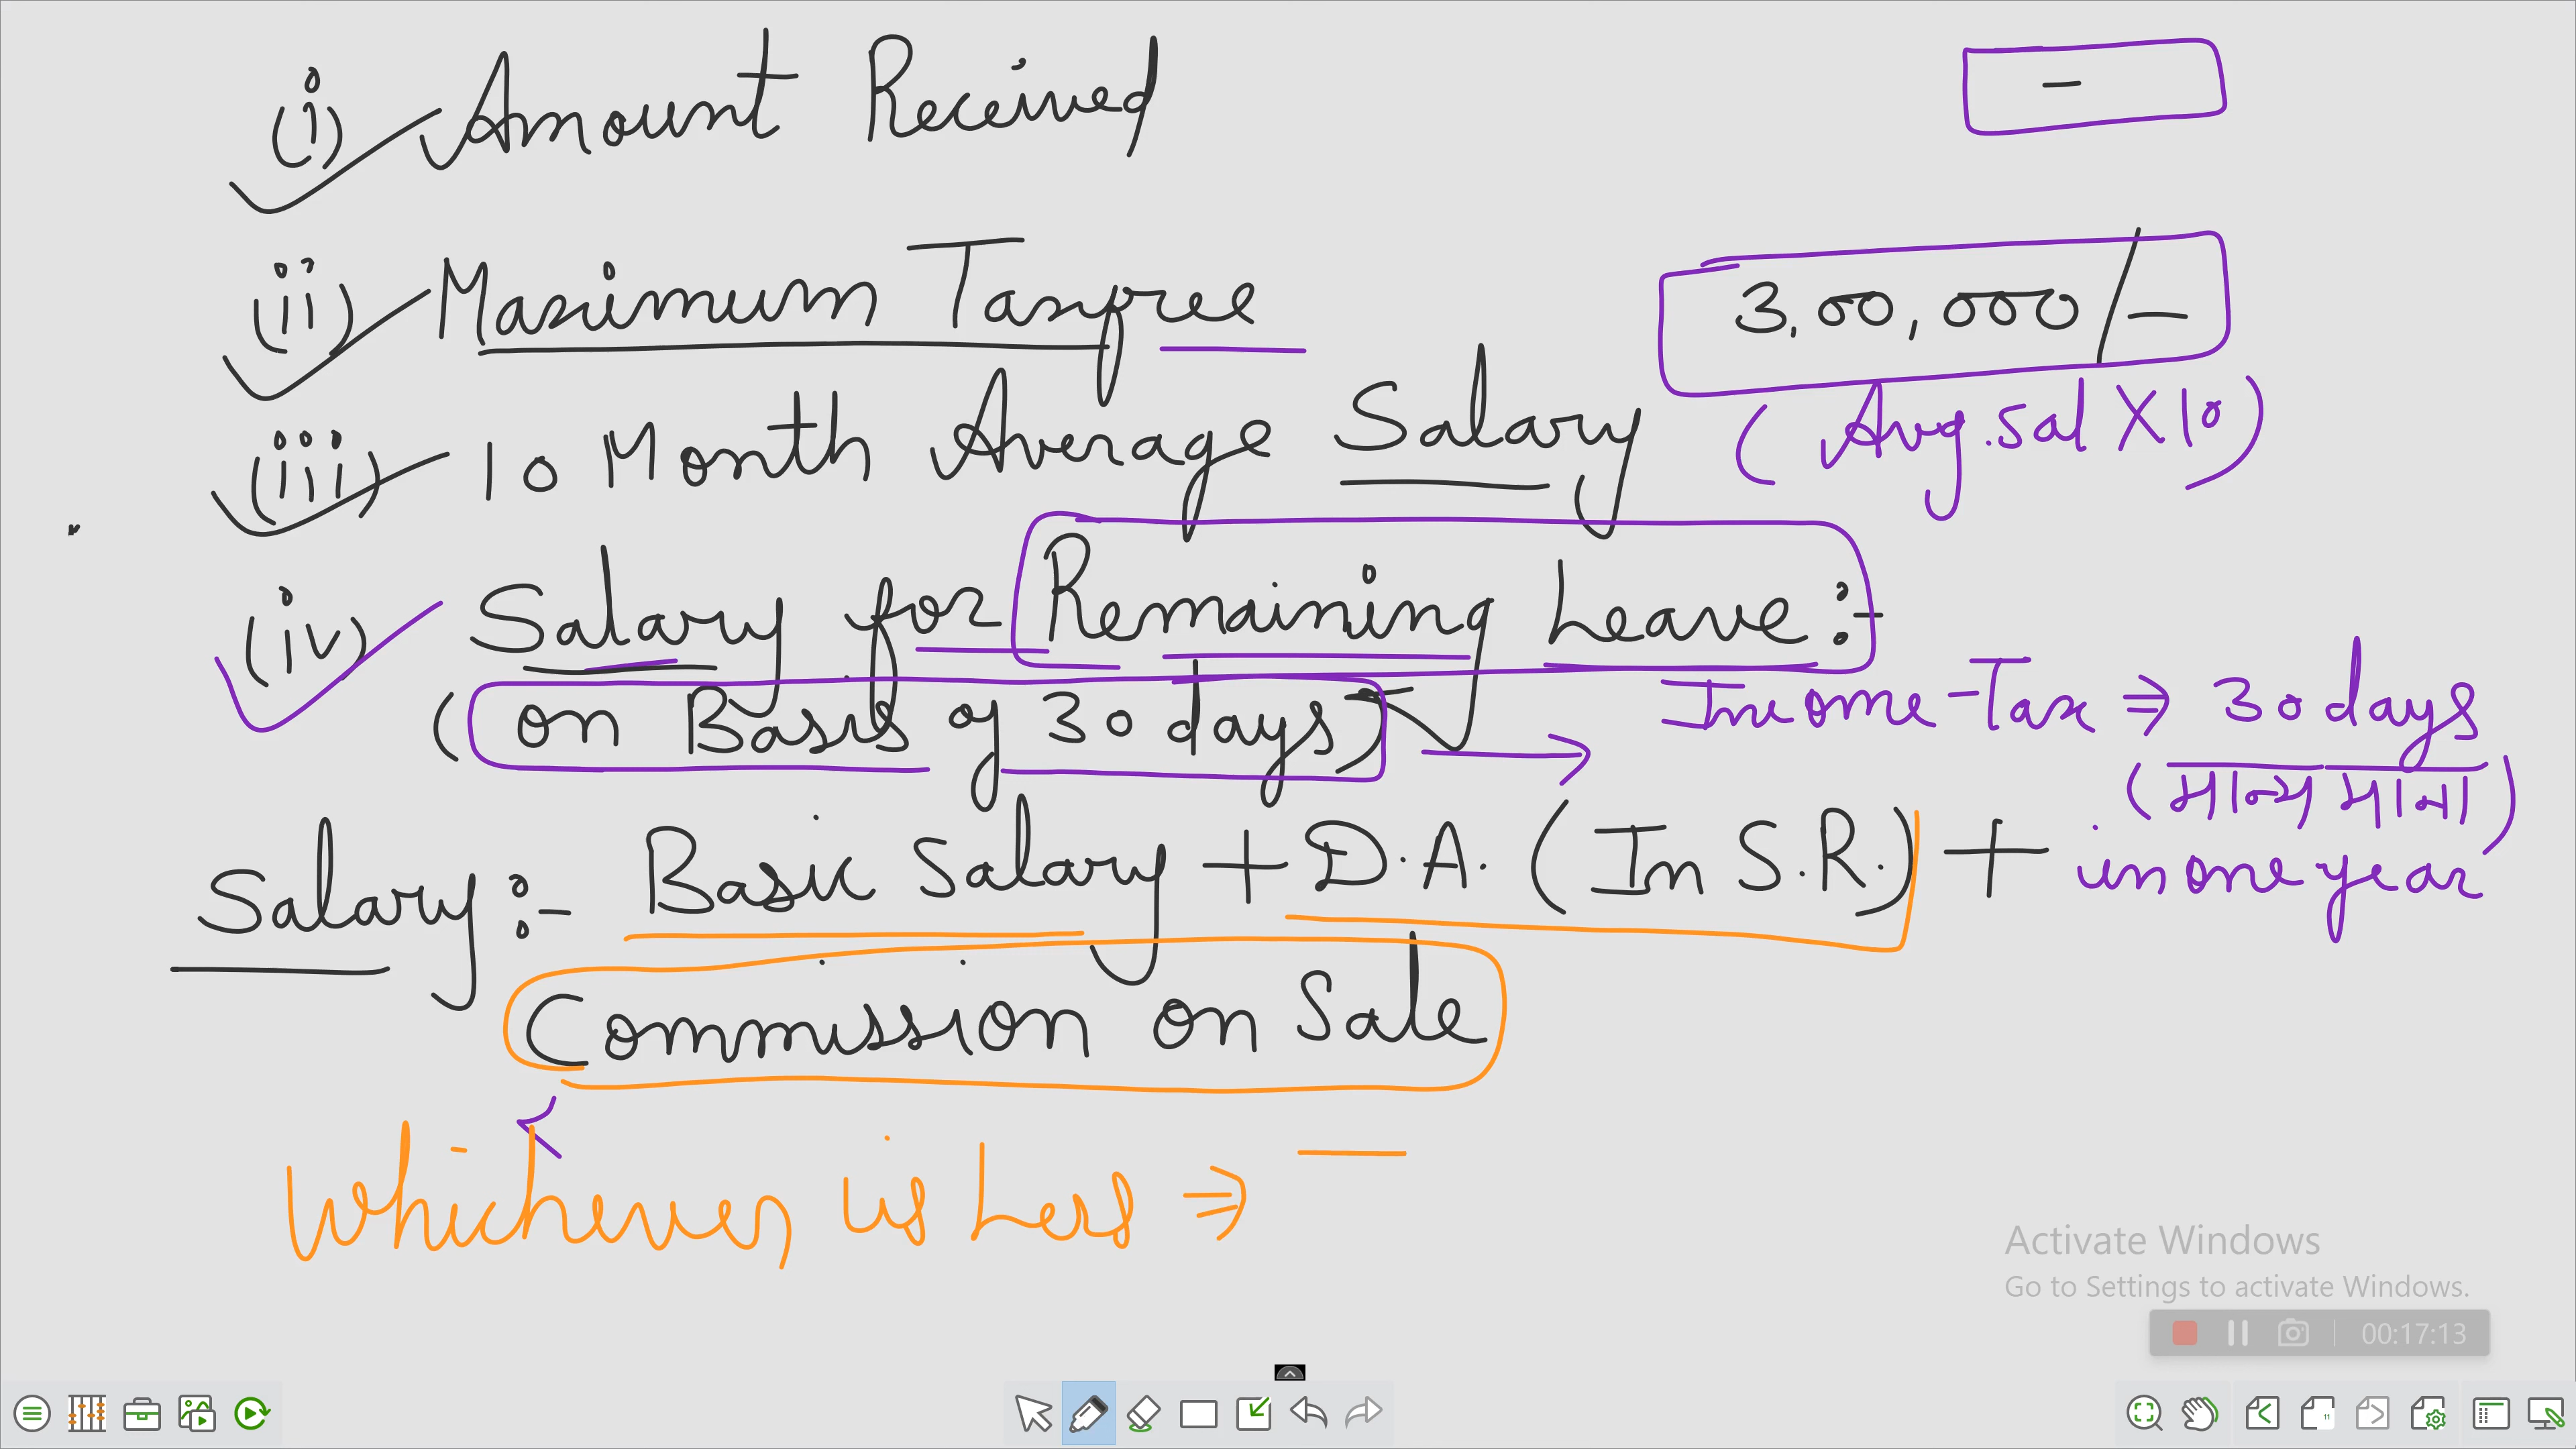 (i) Amount Received –
(ii) Maximum Taxfree 3,00,000/–
(iii) 10 Month Average Salary (Avg. Sal X 10)
(iv) Salary for Remaining Leave :-
(on Basis of 30 days) → Income-Tax ⇒ 30 days
(मान्य माना)
in one year
Salary :- Basic Salary + D.A. (In S.R.) +
Commission on Sale
Whichever is Less ⇒
Activate Windows
Go to Settings to activate Windows.
00:17:13